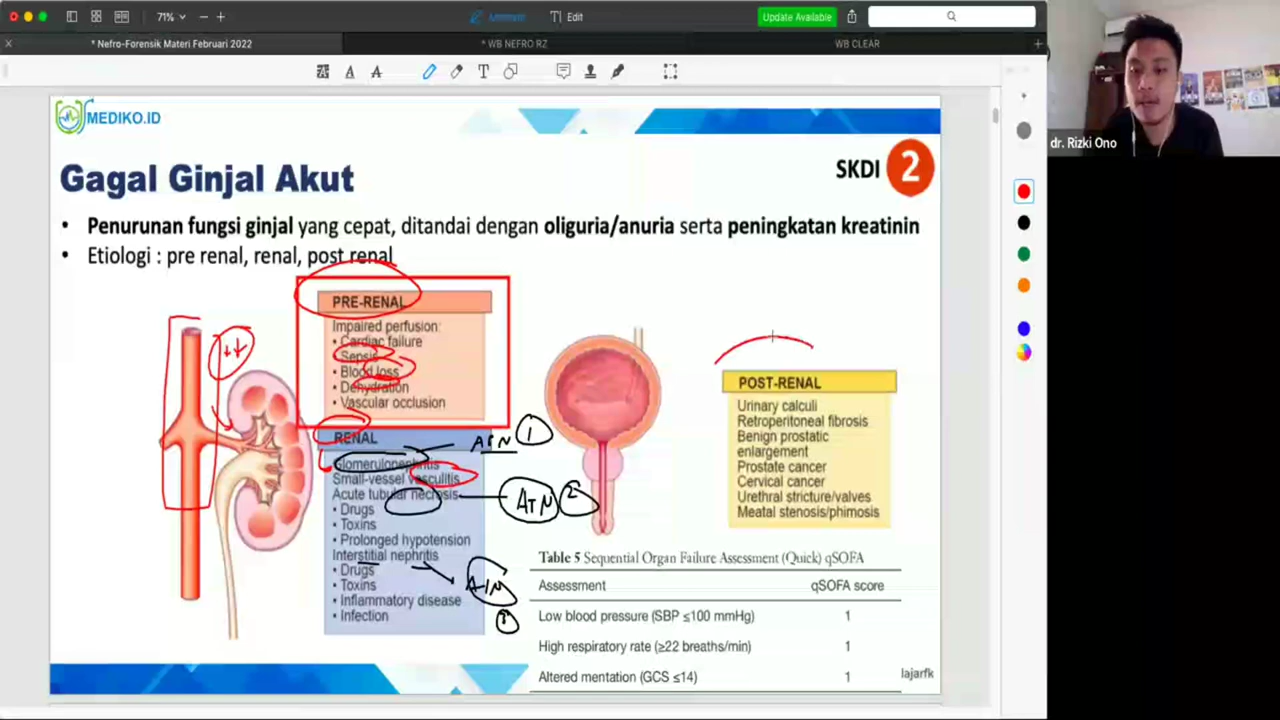 71%
Annotate
Edit
Update Available
* Nefro-Forensik Materi Februari 2022
* WB NEFRO RZ
WB CLEAR
MEDIKO.ID
dr. Rizki Ono
Gagal Ginjal Akut
SKDI 2
• Penurunan fungsi ginjal yang cepat, ditandai dengan oliguria/anuria serta peningkatan kreatinin
• Etiologi : pre renal, renal, post renal
PRE-RENAL
Impaired perfusion:
• Cardiac failure
• Sepsis
• Blood loss
• Dehydration
• Vascular occlusion
RENAL
Glomerulonephritis
Small-vessel vasculitis
Acute tubular necrosis
• Drugs
• Toxins
• Prolonged hypotension
Interstitial nephritis
• Drugs
• Toxins
• Inflammatory disease
• Infection
1
ATN 2
AIN
POST-RENAL
Urinary calculi
Retroperitoneal fibrosis
Benign prostatic
enlargement
Prostate cancer
Cervical cancer
Urethral stricture/valves
Meatal stenosis/phimosis
Table 5 Sequential Organ Failure Assessment (Quick) qSOFA
Assessment qSOFA score
Low blood pressure (SBP ≤100 mmHg) 1
High respiratory rate (≥22 breaths/min) 1
Altered mentation (GCS ≤14) 1
lajarfk